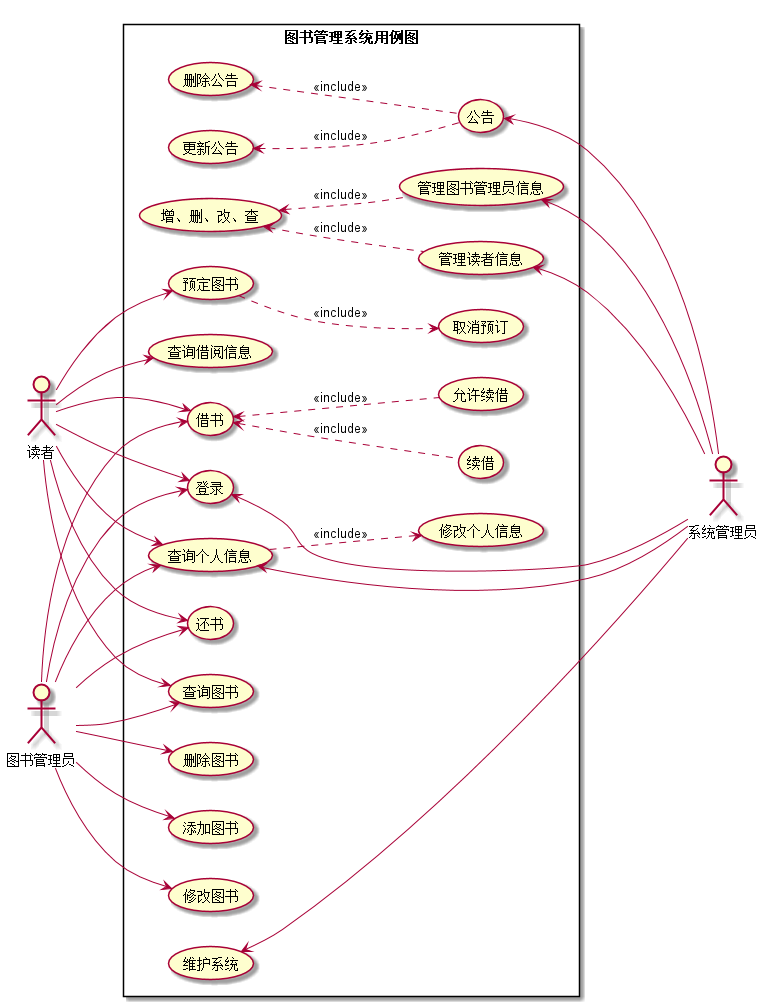 图书管理系统用例图
删除公告
«include»
公告
«include»
更新公告
管理图书管理员信息
«include»
增、删、改、查
«include»
管理读者信息
预定图书
«include»
取消预订
查询借阅信息
允许续借
«include»
借书
«include»
读者
续借
登录
修改个人信息
«include»
系统管理员
查询个人信息
还书
查询图书
图书管理员
删除图书
添加图书
修改图书
维护系统